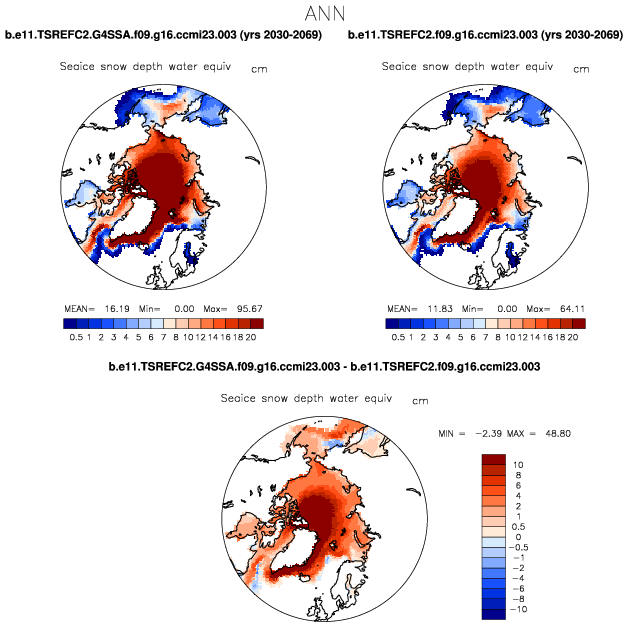 ANN
b.e11.TSREFC2.G4SSA.f09.g16.ccmi23.003 (yrs 2030-2069)
b.e11.TSREFC2.f09.g16.ccmi23.003 (yrs 2030-2069)
Seaice snow depth water equiv cm
Seaice snow depth water equiv cm
MEAN= 16.19 Min= 0.00 Max= 95.67
MEAN= 11.83 Min= 0.00 Max= 64.11
0.5 1 2 3 4 5 6 7 8 10 12 14 16 18 20
0.5 1 2 3 4 5 6 7 8 10 12 14 16 18 20
b.e11.TSREFC2.G4SSA.f09.g16.ccmi23.003 - b.e11.TSREFC2.f09.g16.ccmi23.003
Seaice snow depth water equiv cm
MIN = -2.39 MAX = 48.80
10
8
6
4
2
1
0.5
0
-0.5
-1
-2
-4
-6
-8
-10